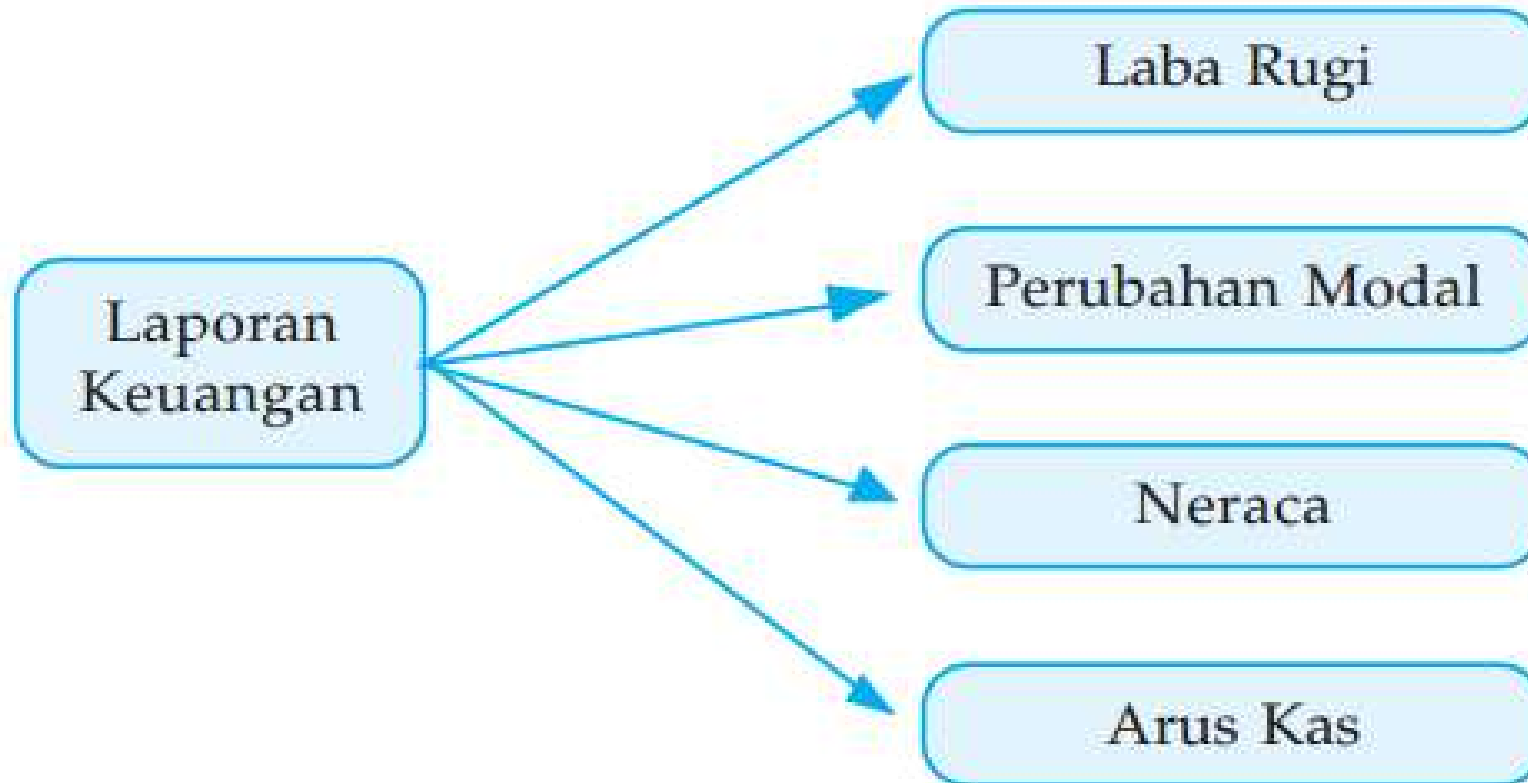 Laba Rugi
Perubahan Modal
Laporan
Keuangan
Neraca
Arus Kas